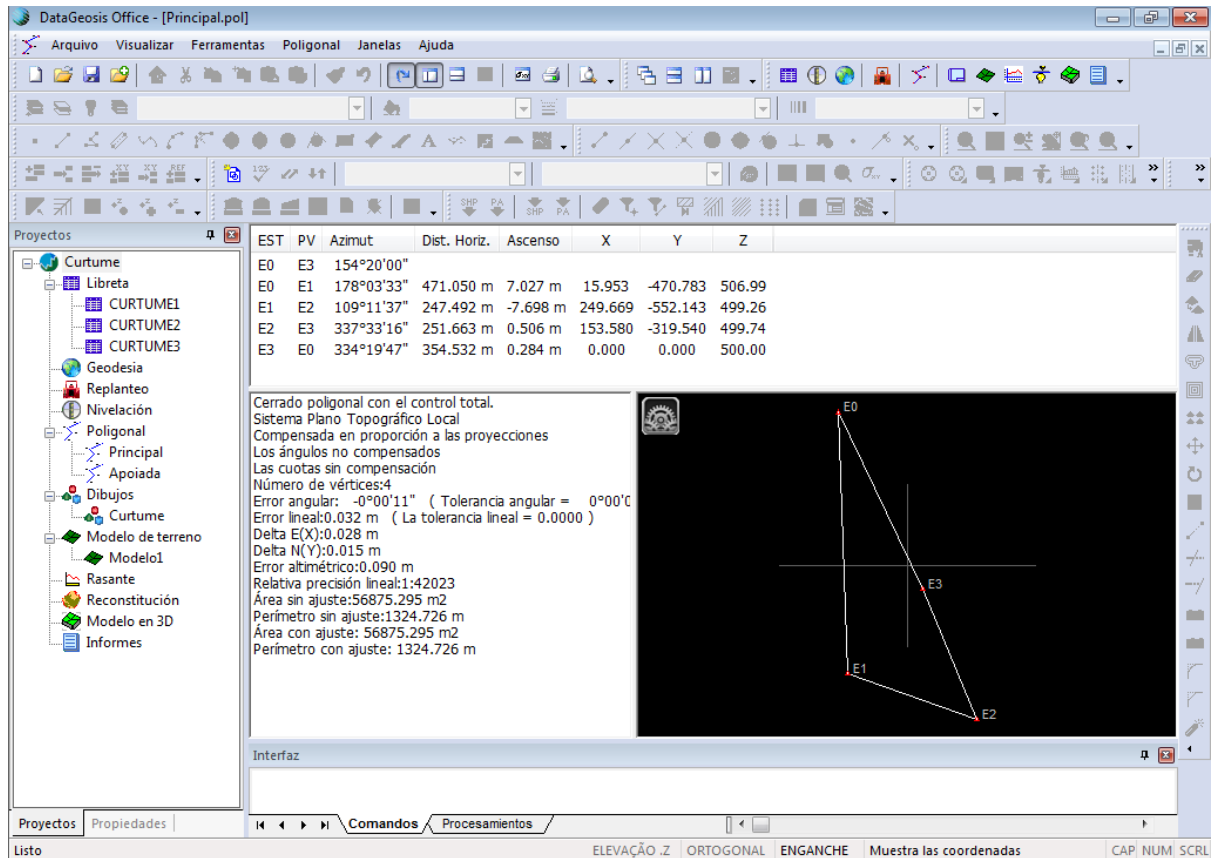 DataGeosis Office - [Principal.pol]
Arquivo Visualizar Ferramentas Poligonal Janelas Ajuda
Proyectos
Curtume
Libreta
CURTUME1
CURTUME2
CURTUME3
Geodesia
Replanteo
Nivelación
Poligonal
Principal
Apoiada
Dibujos
Curtume
Modelo de terreno
Modelo1
Rasante
Reconstitución
Modelo en 3D
Informes
Proyectos Propiedades
EST PV Azimut Dist. Horiz. Ascenso X Y Z
E0 E3 154°20'00"
E0 E1 178°03'33" 471.050 m 7.027 m 15.953 -470.783 506.99
E1 E2 109°11'37" 247.492 m -7.698 m 249.669 -552.143 499.26
E2 E3 337°33'16" 251.663 m 0.506 m 153.580 -319.540 499.74
E3 E0 334°19'47" 354.532 m 0.284 m 0.000 0.000 500.00
Cerrado poligonal con el control total.
Sistema Plano Topográfico Local
Compensada en proporción a las proyecciones
Los ángulos no compensados
Las cuotas sin compensación
Número de vértices:4
Error angular: -0°00'11" ( Tolerancia angular = 0°00'0
Error lineal:0.032 m ( La tolerancia lineal = 0.0000 )
Delta E(X):0.028 m
Delta N(Y):0.015 m
Error altimétrico:0.090 m
Relativa precisión lineal:1:42023
Área sin ajuste:56875.295 m2
Perímetro sin ajuste:1324.726 m
Área con ajuste: 56875.295 m2
Perímetro con ajuste: 1324.726 m
E0
E3
E1
E2
Interfaz
Comandos Procesamientos
Listo
ELEVAÇÃO .Z ORTOGONAL ENGANCHE Muestra las coordenadas CAP NUM SCRL